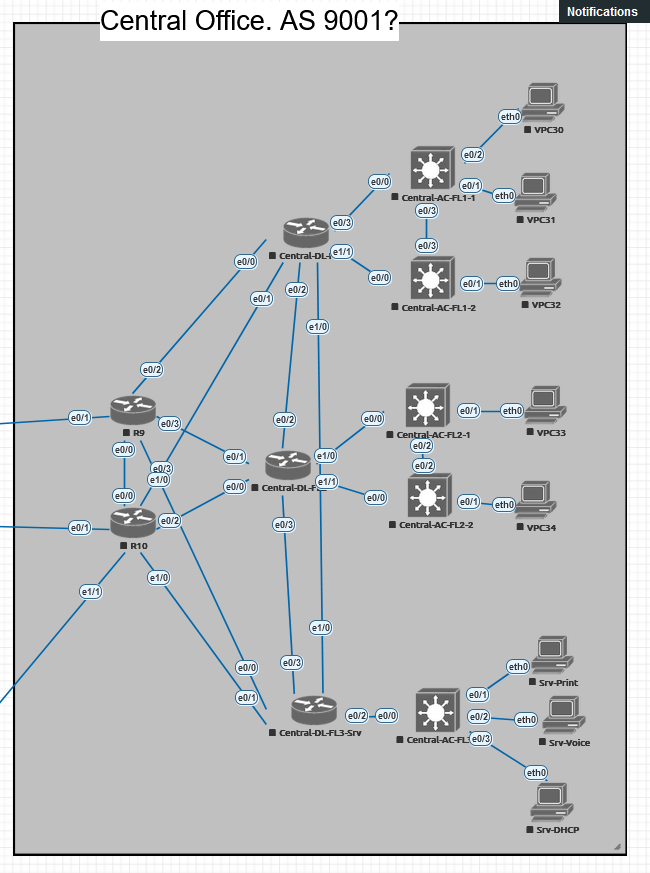 Central Office. AS 9001?
Notifications
VPC30
eth0
e0/2
Central-AC-FL1-1
e0/0
e0/1
eth0
VPC31
e0/3
e0/3
Central-DL-
e0/3
e1/1
e0/0
Central-AC-FL1-2
e0/1
eth0
VPC32
e0/0
e0/1
e0/2
e1/0
e0/2
R9
e0/1
e0/3
e0/0
e0/3
e1/0
e0/1
e0/2
Central-DL-F
e0/0
e1/0
e1/1
e0/0
Central-AC-FL2-1
e0/1
eth0
VPC33
e0/2
e0/2
e0/0
Central-AC-FL2-2
e0/1
eth0
VPC34
e0/0
e0/1
e0/2
R10
e1/1
e1/0
e0/3
e1/0
e0/3
e0/0
e0/1
Central-DL-FL3-Srv
e0/2
e0/0
Central-AC-FL
e0/1
eth0
Srv-Print
e0/2
eth0
Srv-Voice
e0/3
eth0
Srv-DHCP